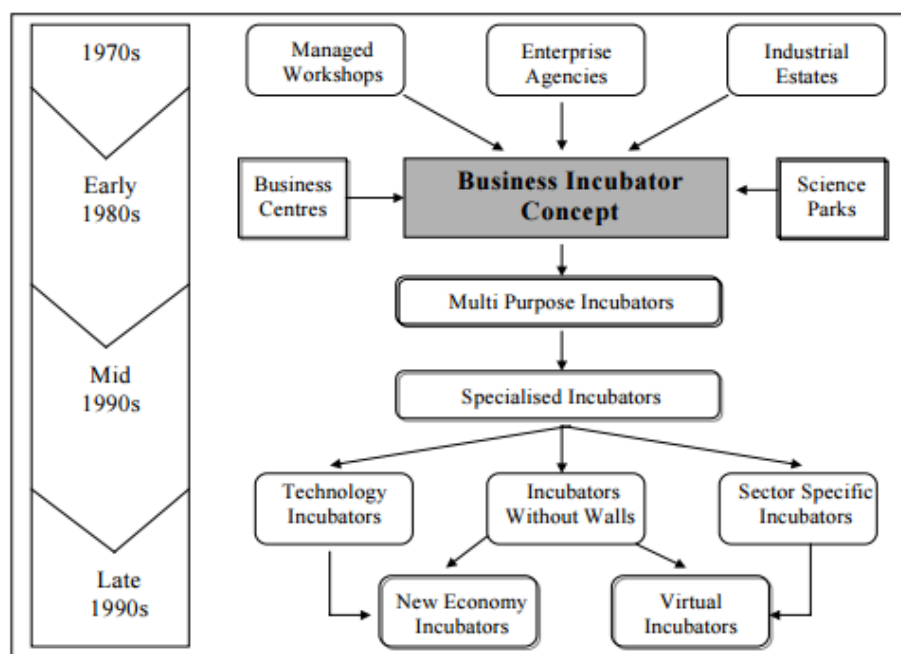 1970s
Managed
Workshops
Enterprise
Agencies
Industrial
Estates
Early
1980s
Business
Centres
Business Incubator
Concept
Science
Parks
Multi Purpose Incubators
Mid
1990s
Specialised Incubators
Technology
Incubators
Incubators
Without Walls
Sector Specific
Incubators
Late
1990s
New Economy
Incubators
Virtual
Incubators